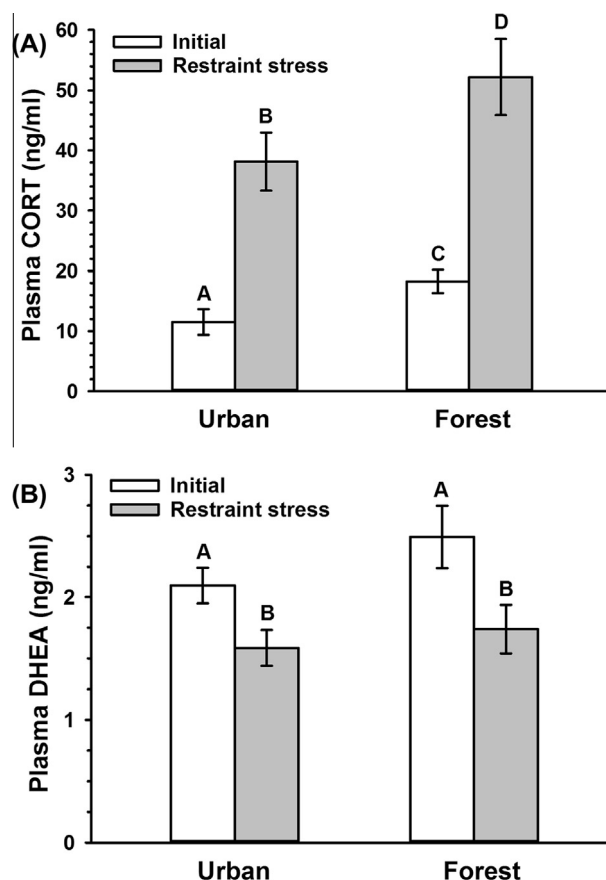 (A)
Initial
Restraint stress
Plasma CORT (ng/ml)
60
50
40
30
20
10
0
A
B
C
D
Urban
Forest
(B)
Initial
Restraint stress
Plasma DHEA (ng/ml)
3
2
1
0
A
B
A
B
Urban
Forest